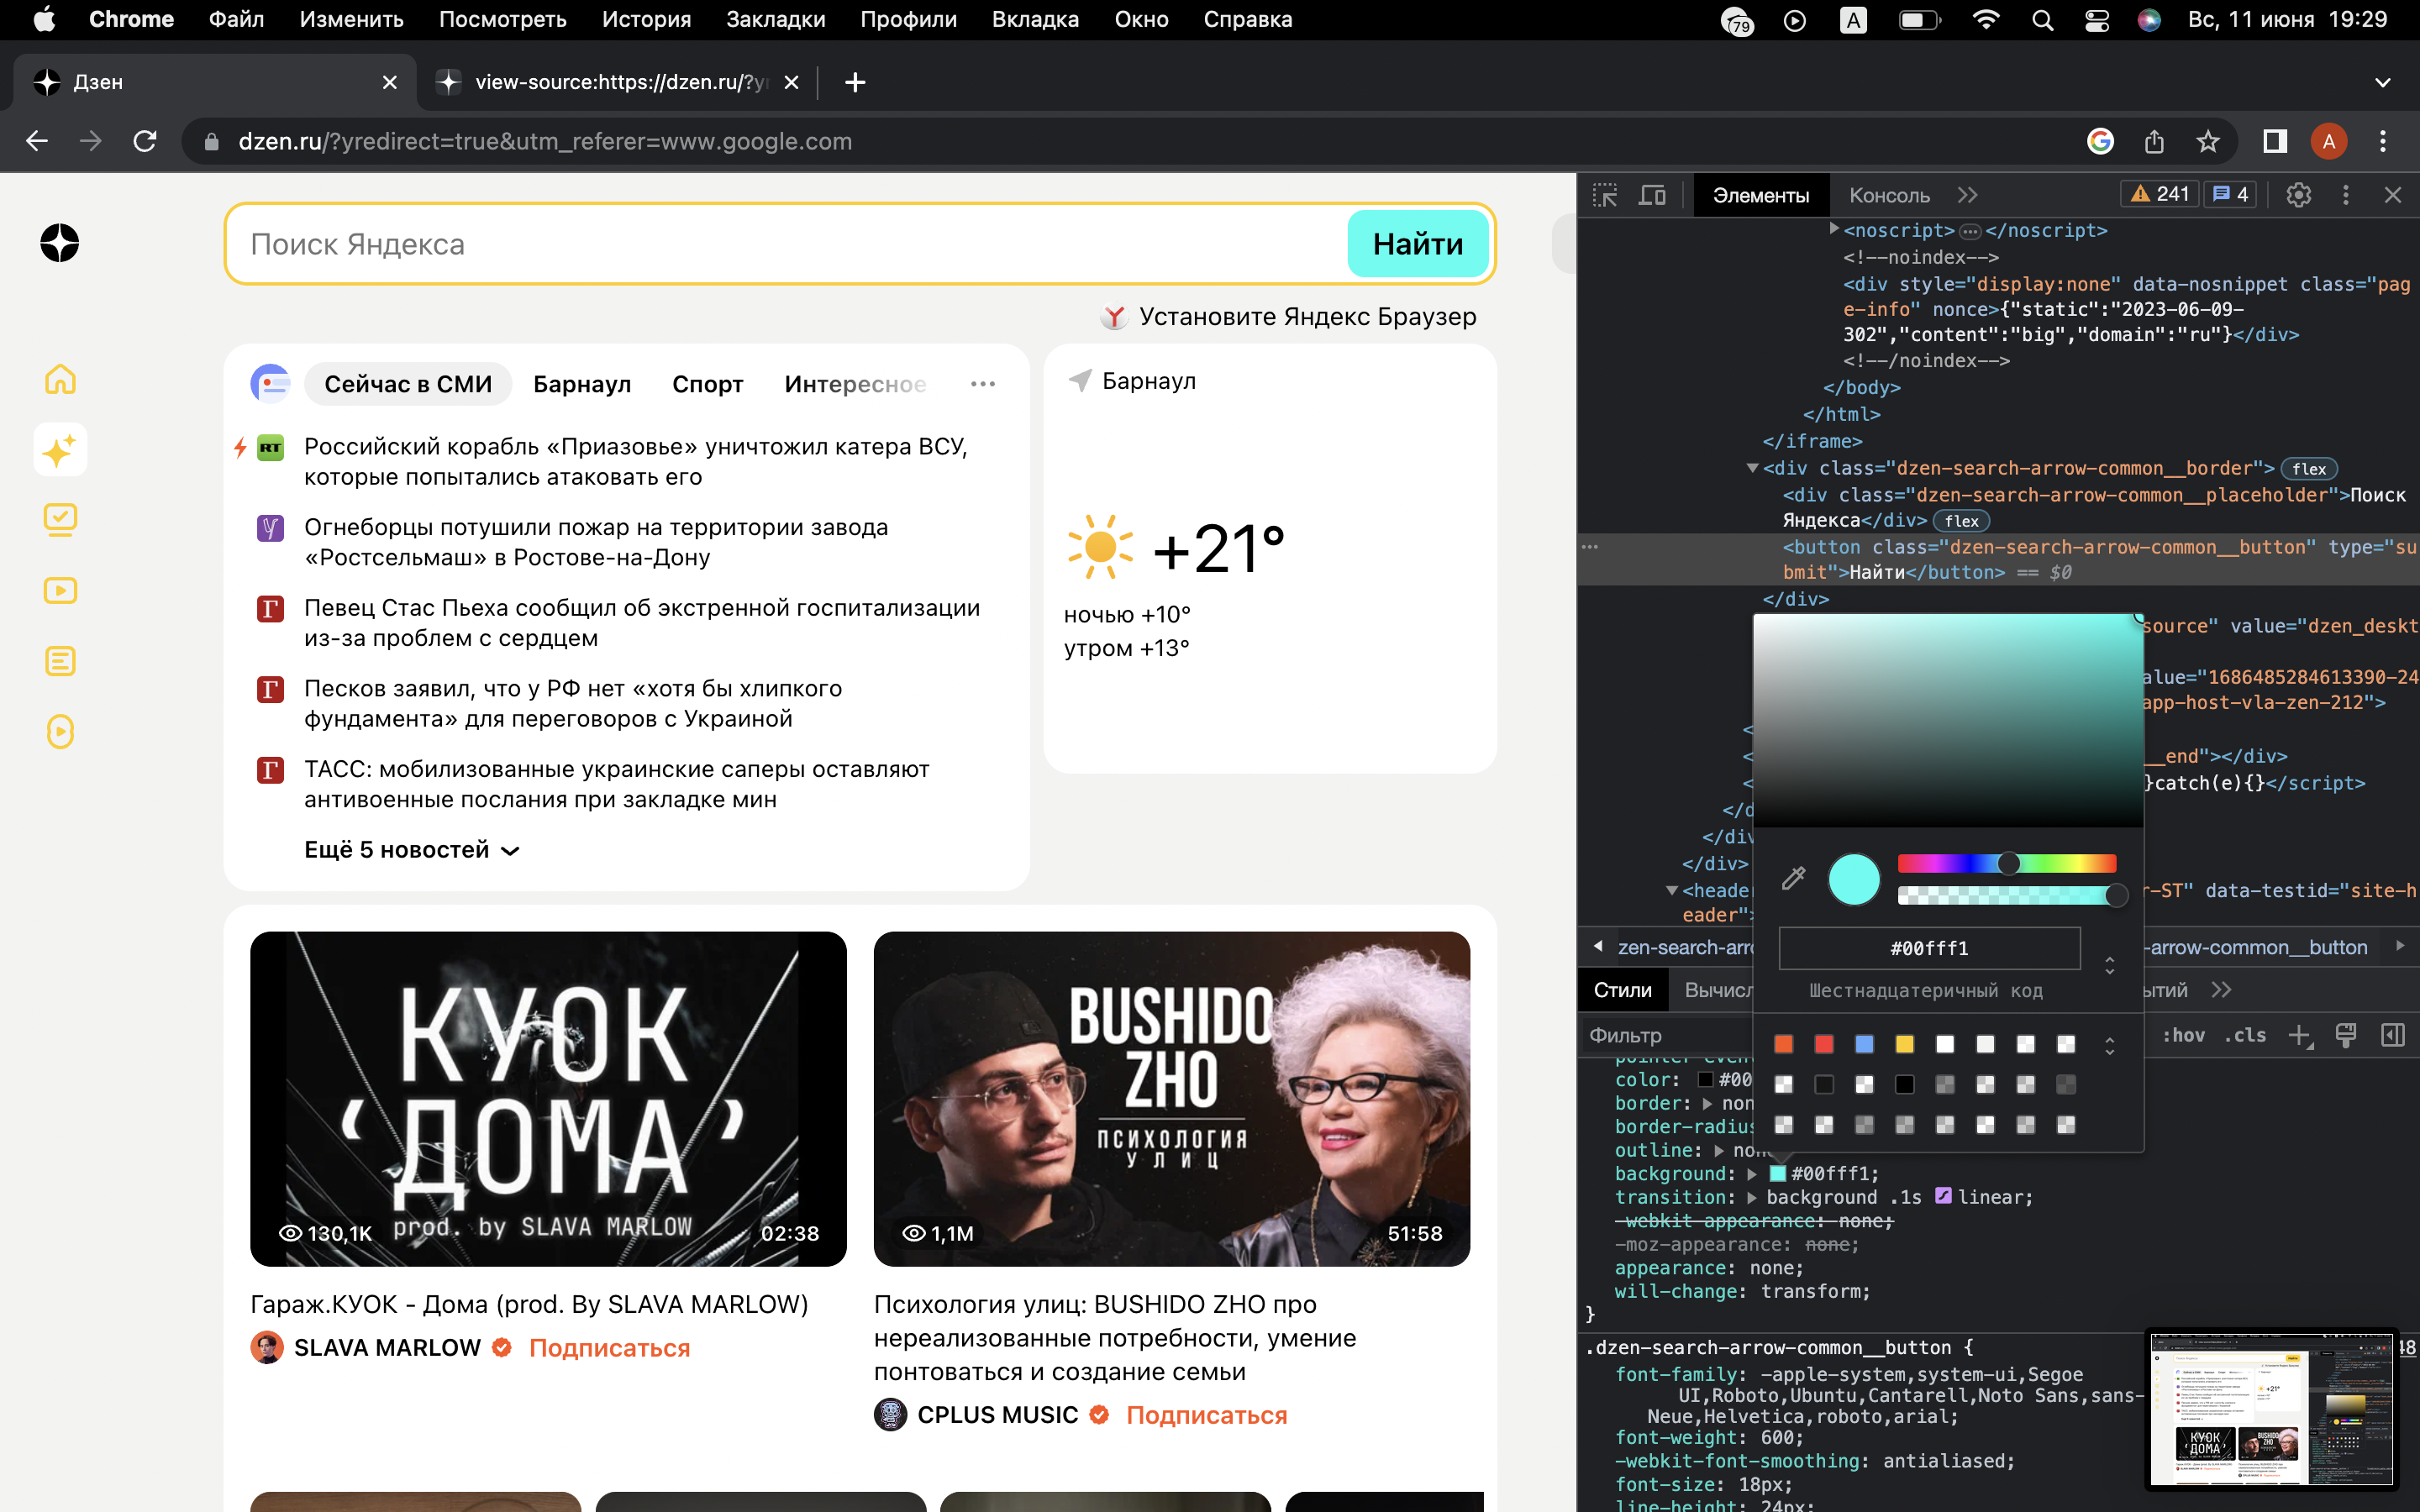 Chrome Файл Изменить Посмотреть История Закладки Профили Вкладка Окно Справка
79 A Вс, 11 июня 19:29
Дзен
view-source:https://dzen.ru/?y
dzen.ru/?yredirect=true&utm_referer=www.google.com
A
Поиск Яндекса
Найти
Установите Яндекс Браузер
Сейчас в СМИ Барнаул Спорт Интересное
RT
Российский корабль «Приазовье» уничтожил катера ВСУ,
которые попытались атаковать его
Огнеборцы потушили пожар на территории завода
«Ростсельмаш» в Ростове-на-Дону
Г
Певец Стас Пьеха сообщил об экстренной госпитализации
из-за проблем с сердцем
Г
Песков заявил, что у РФ нет «хотя бы хлипкого
фундамента» для переговоров с Украиной
Г
ТАСС: мобилизованные украинские саперы оставляют
антивоенные послания при закладке мин
Ещё 5 новостей
Барнаул
+21°
ночью +10°
утром +13°
КУОК
‘ДОМА’
prod. by SLAVA MARLOW
130,1K
02:38
Гараж.КУОК - Дома (prod. By SLAVA MARLOW)
SLAVA MARLOW Подписаться
BUSHIDO
ZHO
ПСИХОЛОГИЯ
УЛИЦ
1,1M
51:58
Психология улиц: BUSHIDO ZHO про
нереализованные потребности, умение
понтоваться и создание семьи
CPLUS MUSIC Подписаться
Элементы Консоль
241 4
<noscript>…</noscript>
<!--noindex-->
<div style="display:none" data-nosnippet class="pag
e-info" nonce>{"static":"2023-06-09-
302","content":"big","domain":"ru"}</div>
<!--/noindex-->
</body>
</html>
</iframe>
<div class="dzen-search-arrow-common__border"> flex
<div class="dzen-search-arrow-common__placeholder">Поиск
Яндекса</div> flex
<button class="dzen-search-arrow-common__button" type="su
bmit">Найти</button> == $0
</div>
source" value="dzen_deskt
alue="1686485284613390-24
app-host-vla-zen-212">
<
< __end"></div>
< }catch(e){}</script>
</d
</div
</div>
<header r-ST" data-testid="site-h
eader">
#00fff1
Шестнадцатеричный код
zen-search-arr -arrow-common__button
Стили Вычисл ытий
Фильтр :hov .cls
pointer-even
color: #00
border: non
border-radius
outline: non
background: #00fff1;
transition: background .1s linear;
-webkit-appearance: none;
-moz-appearance: none;
appearance: none;
will-change: transform;
}
.dzen-search-arrow-common__button { 48
font-family: -apple-system,system-ui,Segoe
UI,Roboto,Ubuntu,Cantarell,Noto Sans,sans-
Neue,Helvetica,roboto,arial;
font-weight: 600;
-webkit-font-smoothing: antialiased;
font-size: 18px;
line-height: 24px;
КУОК
ДОМА
BUSHIDO
ZHO
+21°